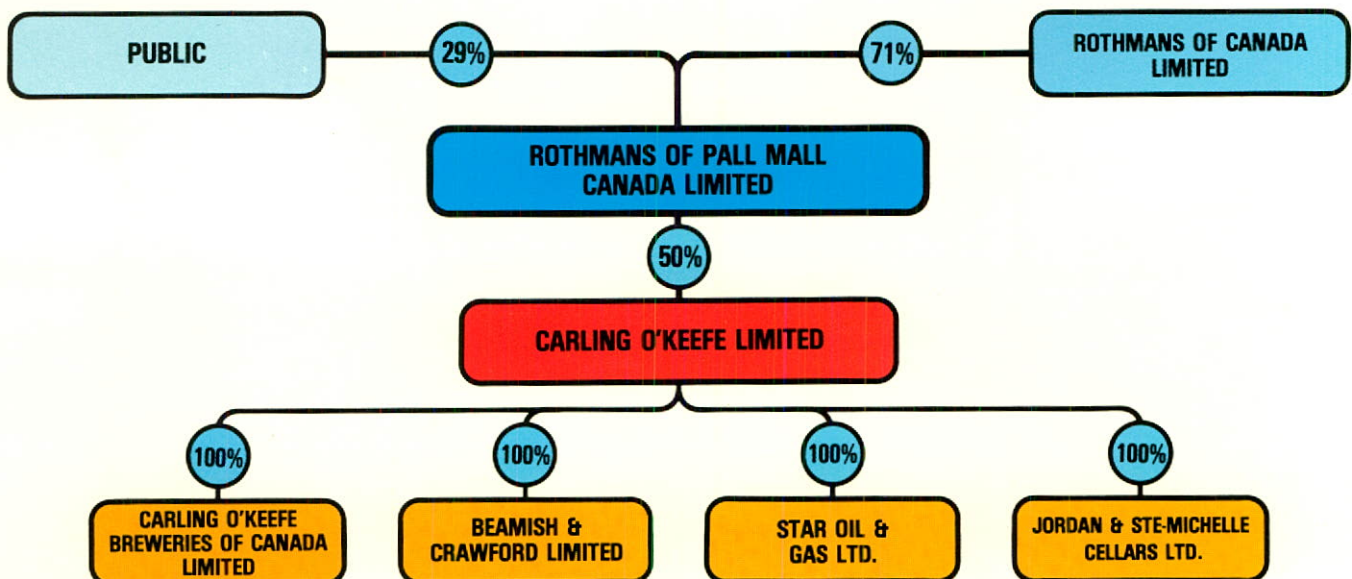 PUBLIC
29%
71%
ROTHMANS OF CANADA
LIMITED
ROTHMANS OF PALL MALL
CANADA LIMITED
50%
CARLING O'KEEFE LIMITED
100%
100%
100%
100%
CARLING O'KEEFE
BREWERIES OF CANADA
LIMITED
BEAMISH &
CRAWFORD LIMITED
STAR OIL &
GAS LTD.
JORDAN & STE-MICHELLE
CELLARS LTD.